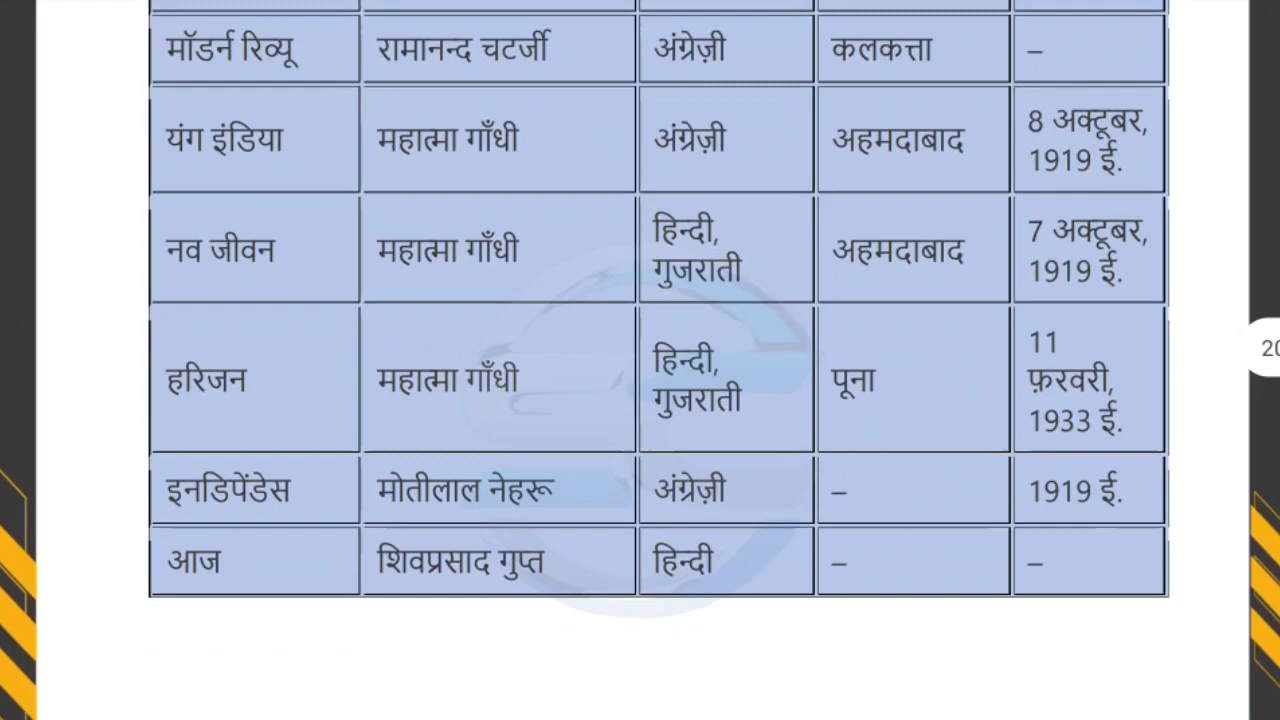 मॉडर्न रिव्यू रामानन्द चटर्जी अंग्रेज़ी कलकत्ता –
यंग इंडिया महात्मा गाँधी अंग्रेज़ी अहमदाबाद 8 अक्टूबर,
1919 ई.
नव जीवन महात्मा गाँधी हिन्दी,
गुजराती अहमदाबाद 7 अक्टूबर,
1919 ई.
हरिजन महात्मा गाँधी हिन्दी,
गुजराती पूना 11
फ़रवरी,
1933 ई.
इनडिपेंडेस मोतीलाल नेहरू अंग्रेज़ी – 1919 ई.
आज शिवप्रसाद गुप्त हिन्दी – –